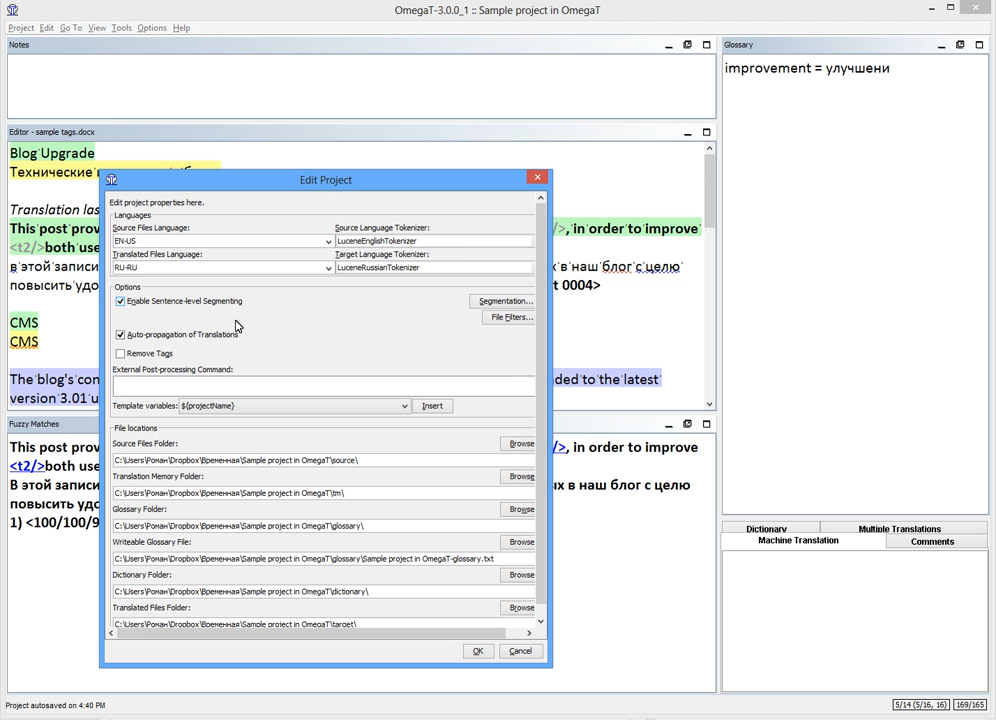 OmegaT-3.0.0_1 :: Sample project in OmegaT
Project Edit Go To View Tools Options Help
Notes
Glossary
improvement = улучшени
Editor - sample tags.docx
Blog Upgrade
Технические
Translation las
This post prov
/>, in order to improve
<t2/>both use
в этой записи
х в наш блог с целю
повысить удо
t 0004>
CMS
CMS
The blog's con
ded to the latest
version 3.01 u
Edit Project
Edit project properties here.
Languages
Source Files Language:
Source Language Tokenizer:
EN-US
LuceneEnglishTokenizer
Translated Files Language:
Target Language Tokenizer:
RU-RU
LuceneRussianTokenizer
Options
Enable Sentence-level Segmenting
Segmentation...
File Filters...
Auto-propagation of Translations
Remove Tags
External Post-processing Command:
Template variables: ${projectName}
Insert
File locations
Source Files Folder:
Browse
C:\Users\Роман\Dropbox\Временная\Sample project in OmegaT\source\
Translation Memory Folder:
Browse
C:\Users\Роман\Dropbox\Временная\Sample project in OmegaT\tm\
Glossary Folder:
Browse
C:\Users\Роман\Dropbox\Временная\Sample project in OmegaT\glossary\
Writeable Glossary File:
Browse
C:\Users\Роман\Dropbox\Временная\Sample project in OmegaT\glossary\Sample project in OmegaT-glossary.txt
Dictionary Folder:
Browse
C:\Users\Роман\Dropbox\Временная\Sample project in OmegaT\dictionary\
Translated Files Folder:
Browse
C:\Users\Роман\Dropbox\Временная\Sample project in OmegaT\target\
OK
Cancel
Fuzzy Matches
This post prov
/>, in order to improve
<t2/>both use
В этой записи
х в наш блог с целю
повысить удо
1) <100/100/9
Dictionary
Multiple Translations
Machine Translation
Comments
Project autosaved on 4:40 PM
5/14 (5/16, 16)
169/165